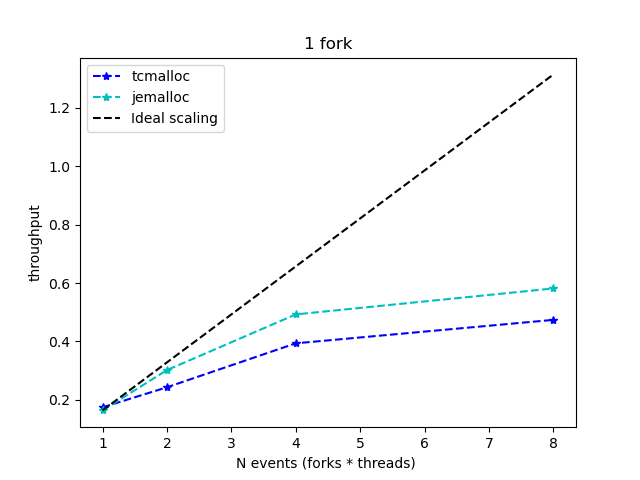 1 fork
tcmalloc
jemalloc
Ideal scaling
throughput
1.2
1.0
0.8
0.6
0.4
0.2
1 2 3 4 5 6 7 8
N events (forks * threads)